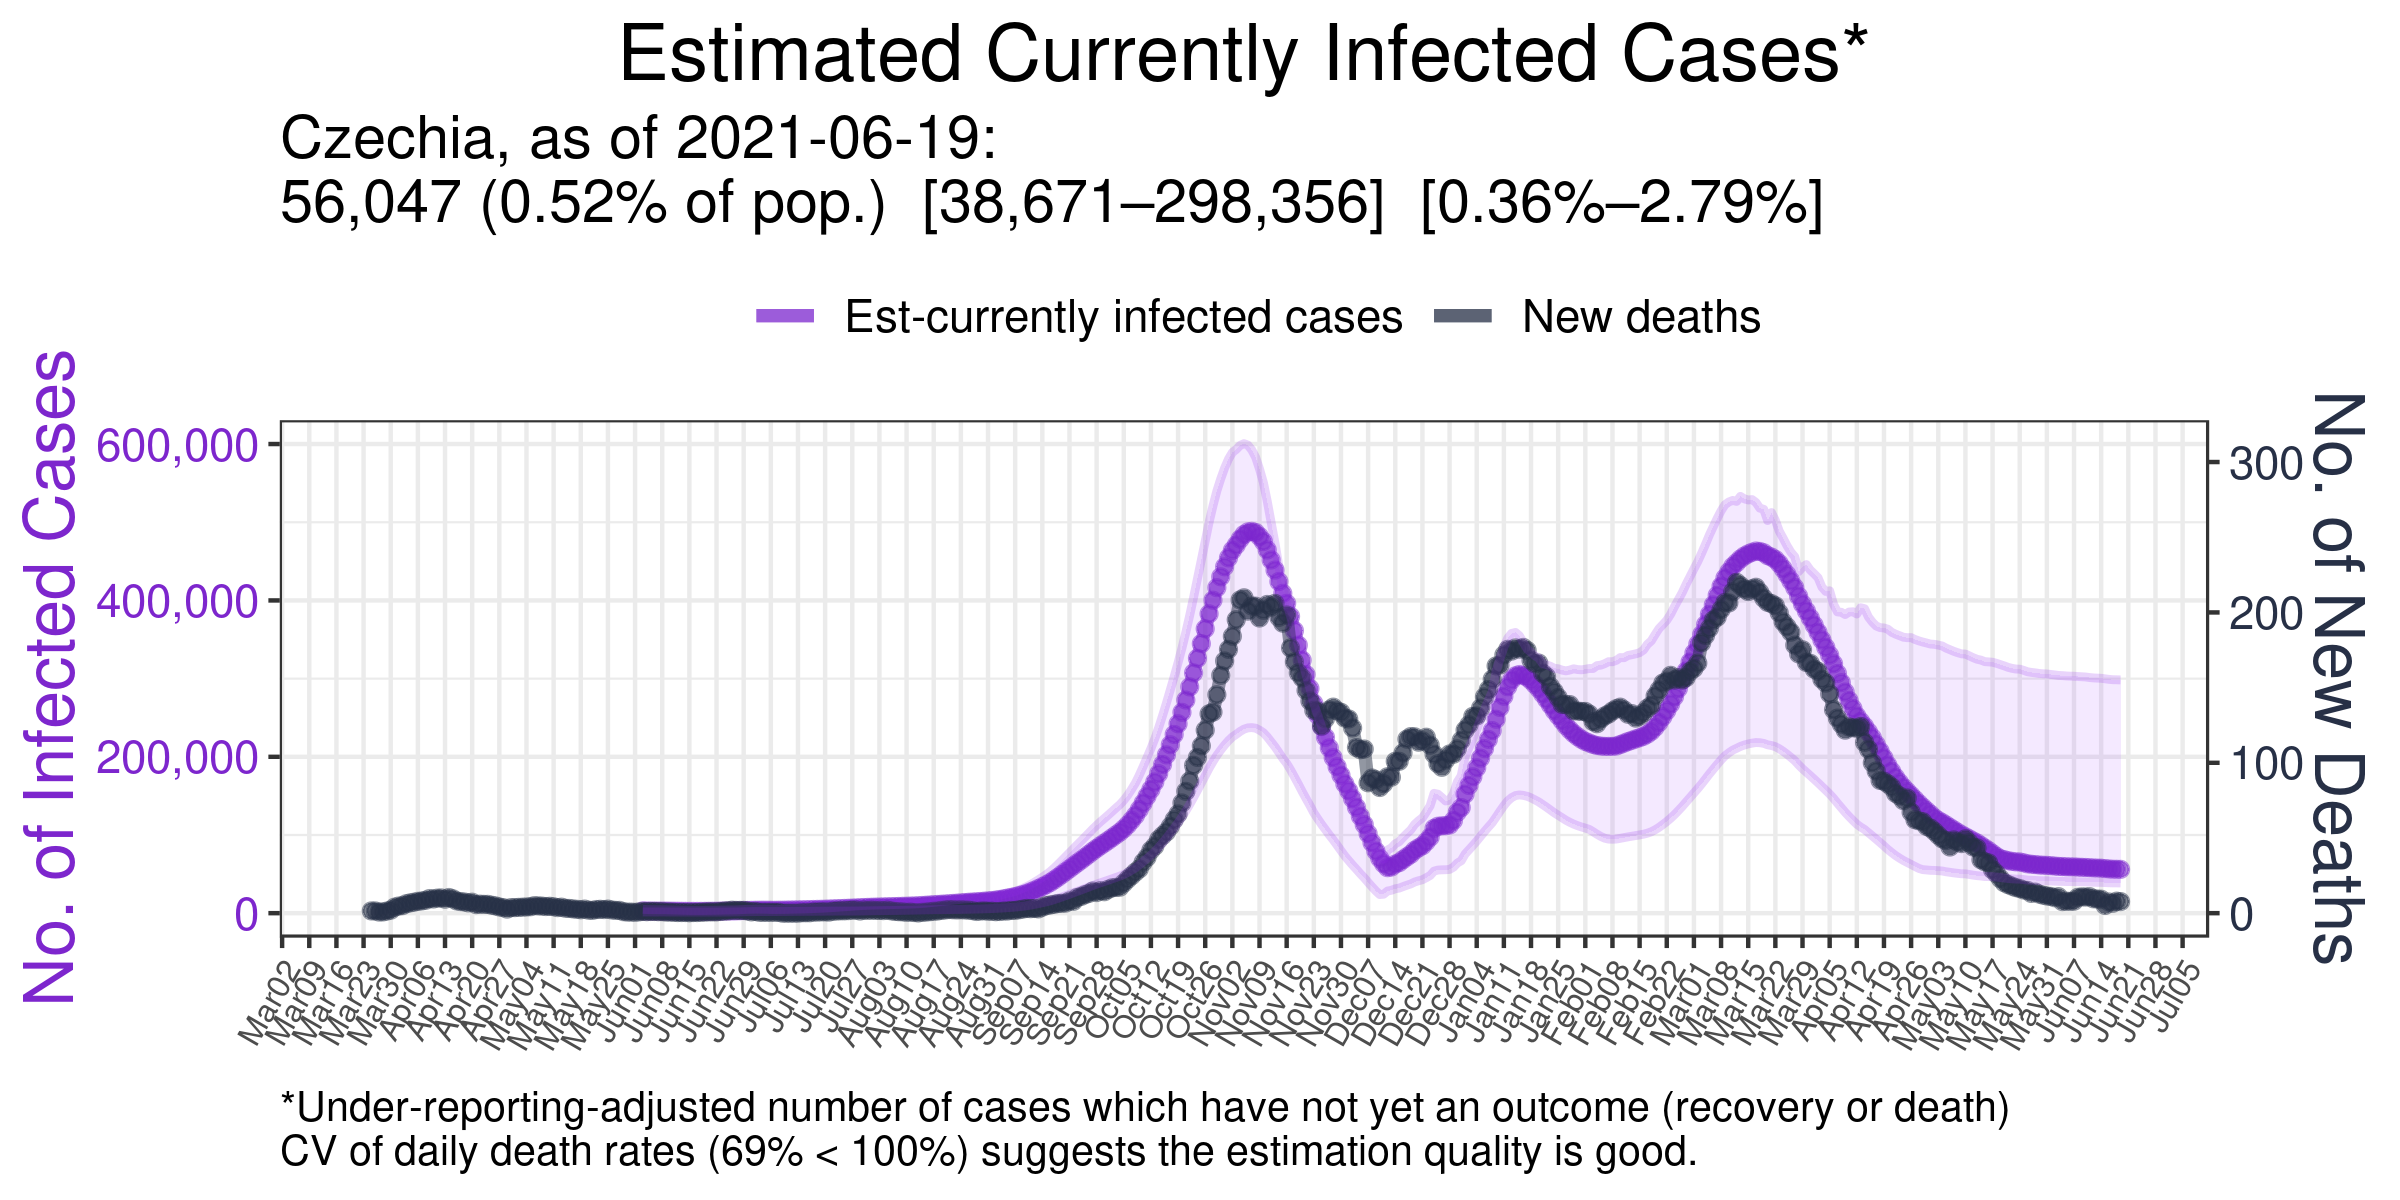 Estimated Currently Infected Cases*
Czechia, as of 2021-06-19:
56,047 (0.52% of pop.) [38,671–298,356] [0.36%–2.79%]
Est-currently infected cases
New deaths
No. of Infected Cases
600,000
400,000
200,000
0
300
200
100
0
No. of New Deaths
Mar02
Mar09
Mar16
Mar23
Mar30
Apr06
Apr13
Apr20
Apr27
May04
May11
May18
May25
Jun01
Jun08
Jun15
Jun22
Jun29
Jul06
Jul13
Jul20
Jul27
Aug03
Aug10
Aug17
Aug24
Aug31
Sep07
Sep14
Sep21
Sep28
Oct05
Oct12
Oct19
Oct26
Nov02
Nov09
Nov16
Nov23
Nov30
Dec07
Dec14
Dec21
Dec28
Jan04
Jan11
Jan18
Jan25
Feb01
Feb08
Feb15
Feb22
Mar01
Mar08
Mar15
Mar22
Mar29
Apr05
Apr12
Apr19
Apr26
May03
May10
May17
May24
May31
Jun07
Jun14
Jun21
Jun28
Jul05
*Under-reporting-adjusted number of cases which have not yet an outcome (recovery or death)
CV of daily death rates (69% < 100%) suggests the estimation quality is good.